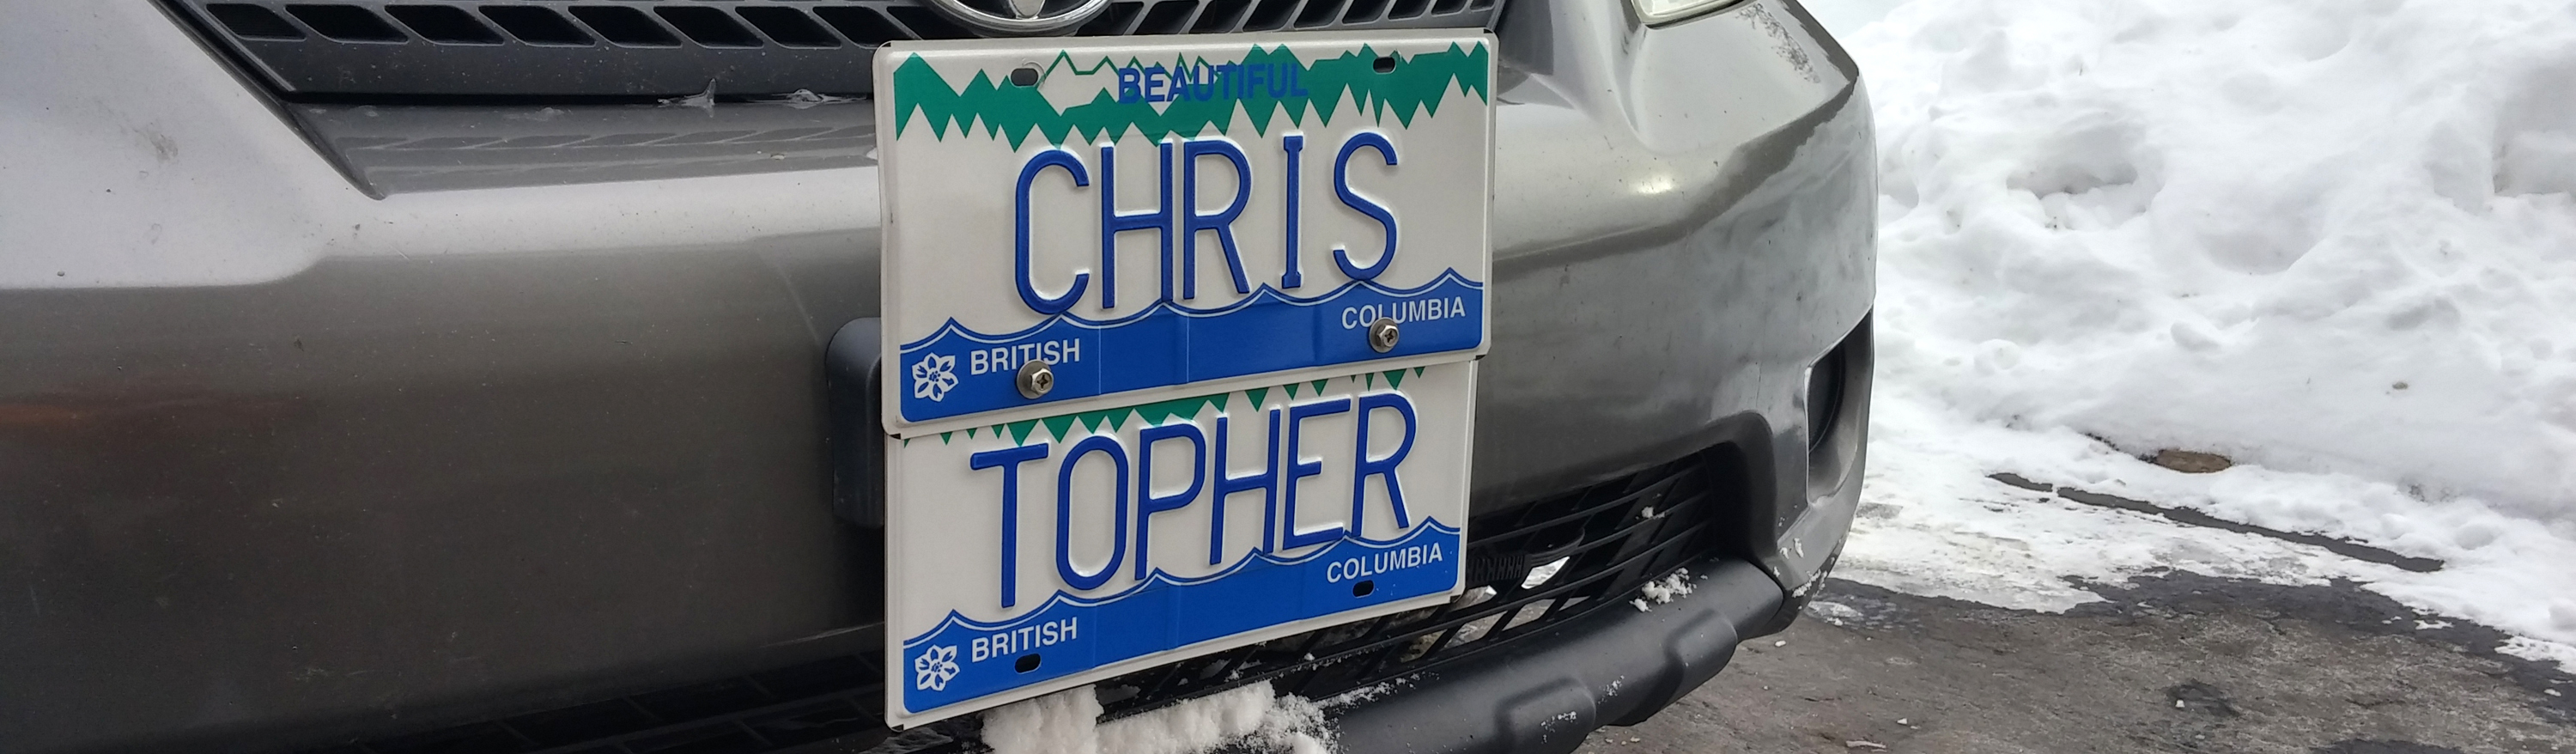 BEAUTIFUL
CHRIS
BRITISH COLUMBIA
TOPHER
BRITISH COLUMBIA